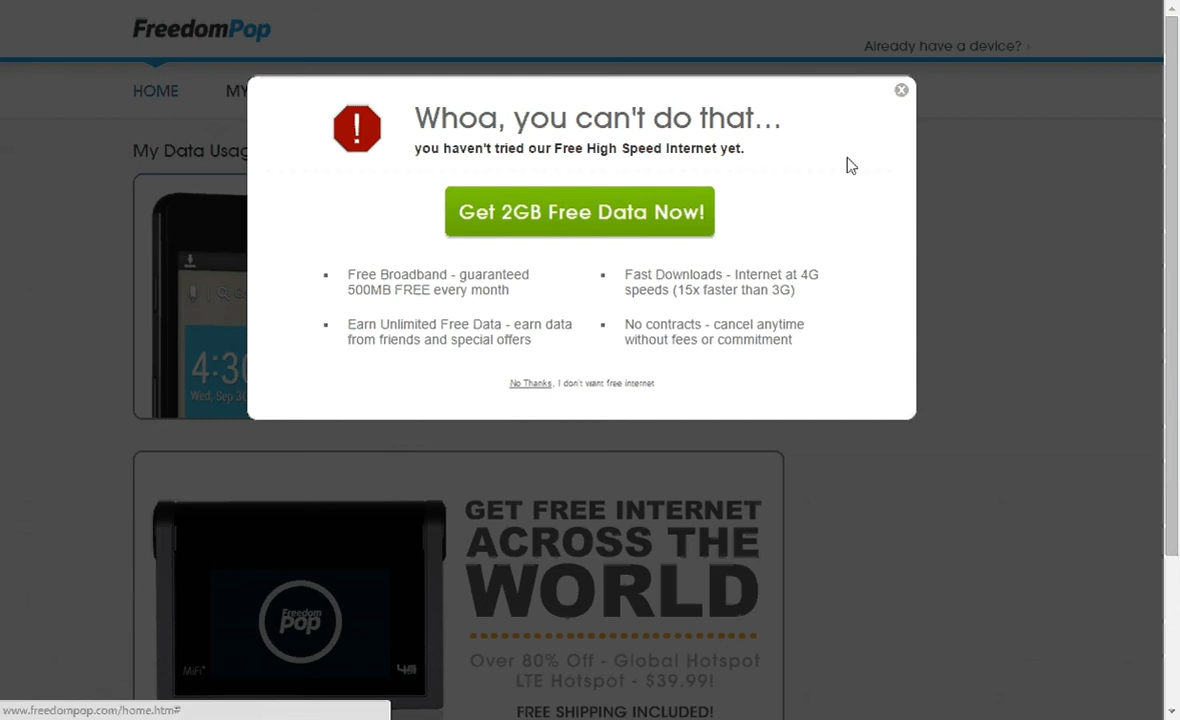 FreedomPop
Already have a device? ›
HOME
MY
My Data Usag
Whoa, you can't do that...
you haven't tried our Free High Speed Internet yet.
Get 2GB Free Data Now!
▪ Free Broadband - guaranteed
500MB FREE every month
▪ Earn Unlimited Free Data - earn data
from friends and special offers
▪ Fast Downloads - Internet at 4G
speeds (15x faster than 3G)
▪ No contracts - cancel anytime
without fees or commitment
No Thanks, I don't want free internet
4:30
Wed, Sep 30
GET FREE INTERNET
ACROSS THE
WORLD
Over 80% Off - Global Hotspot
LTE Hotspot - $39.99!
FREE SHIPPING INCLUDED!
Freedom
Pop
MiFi
4G
www.freedompop.com/home.htm#